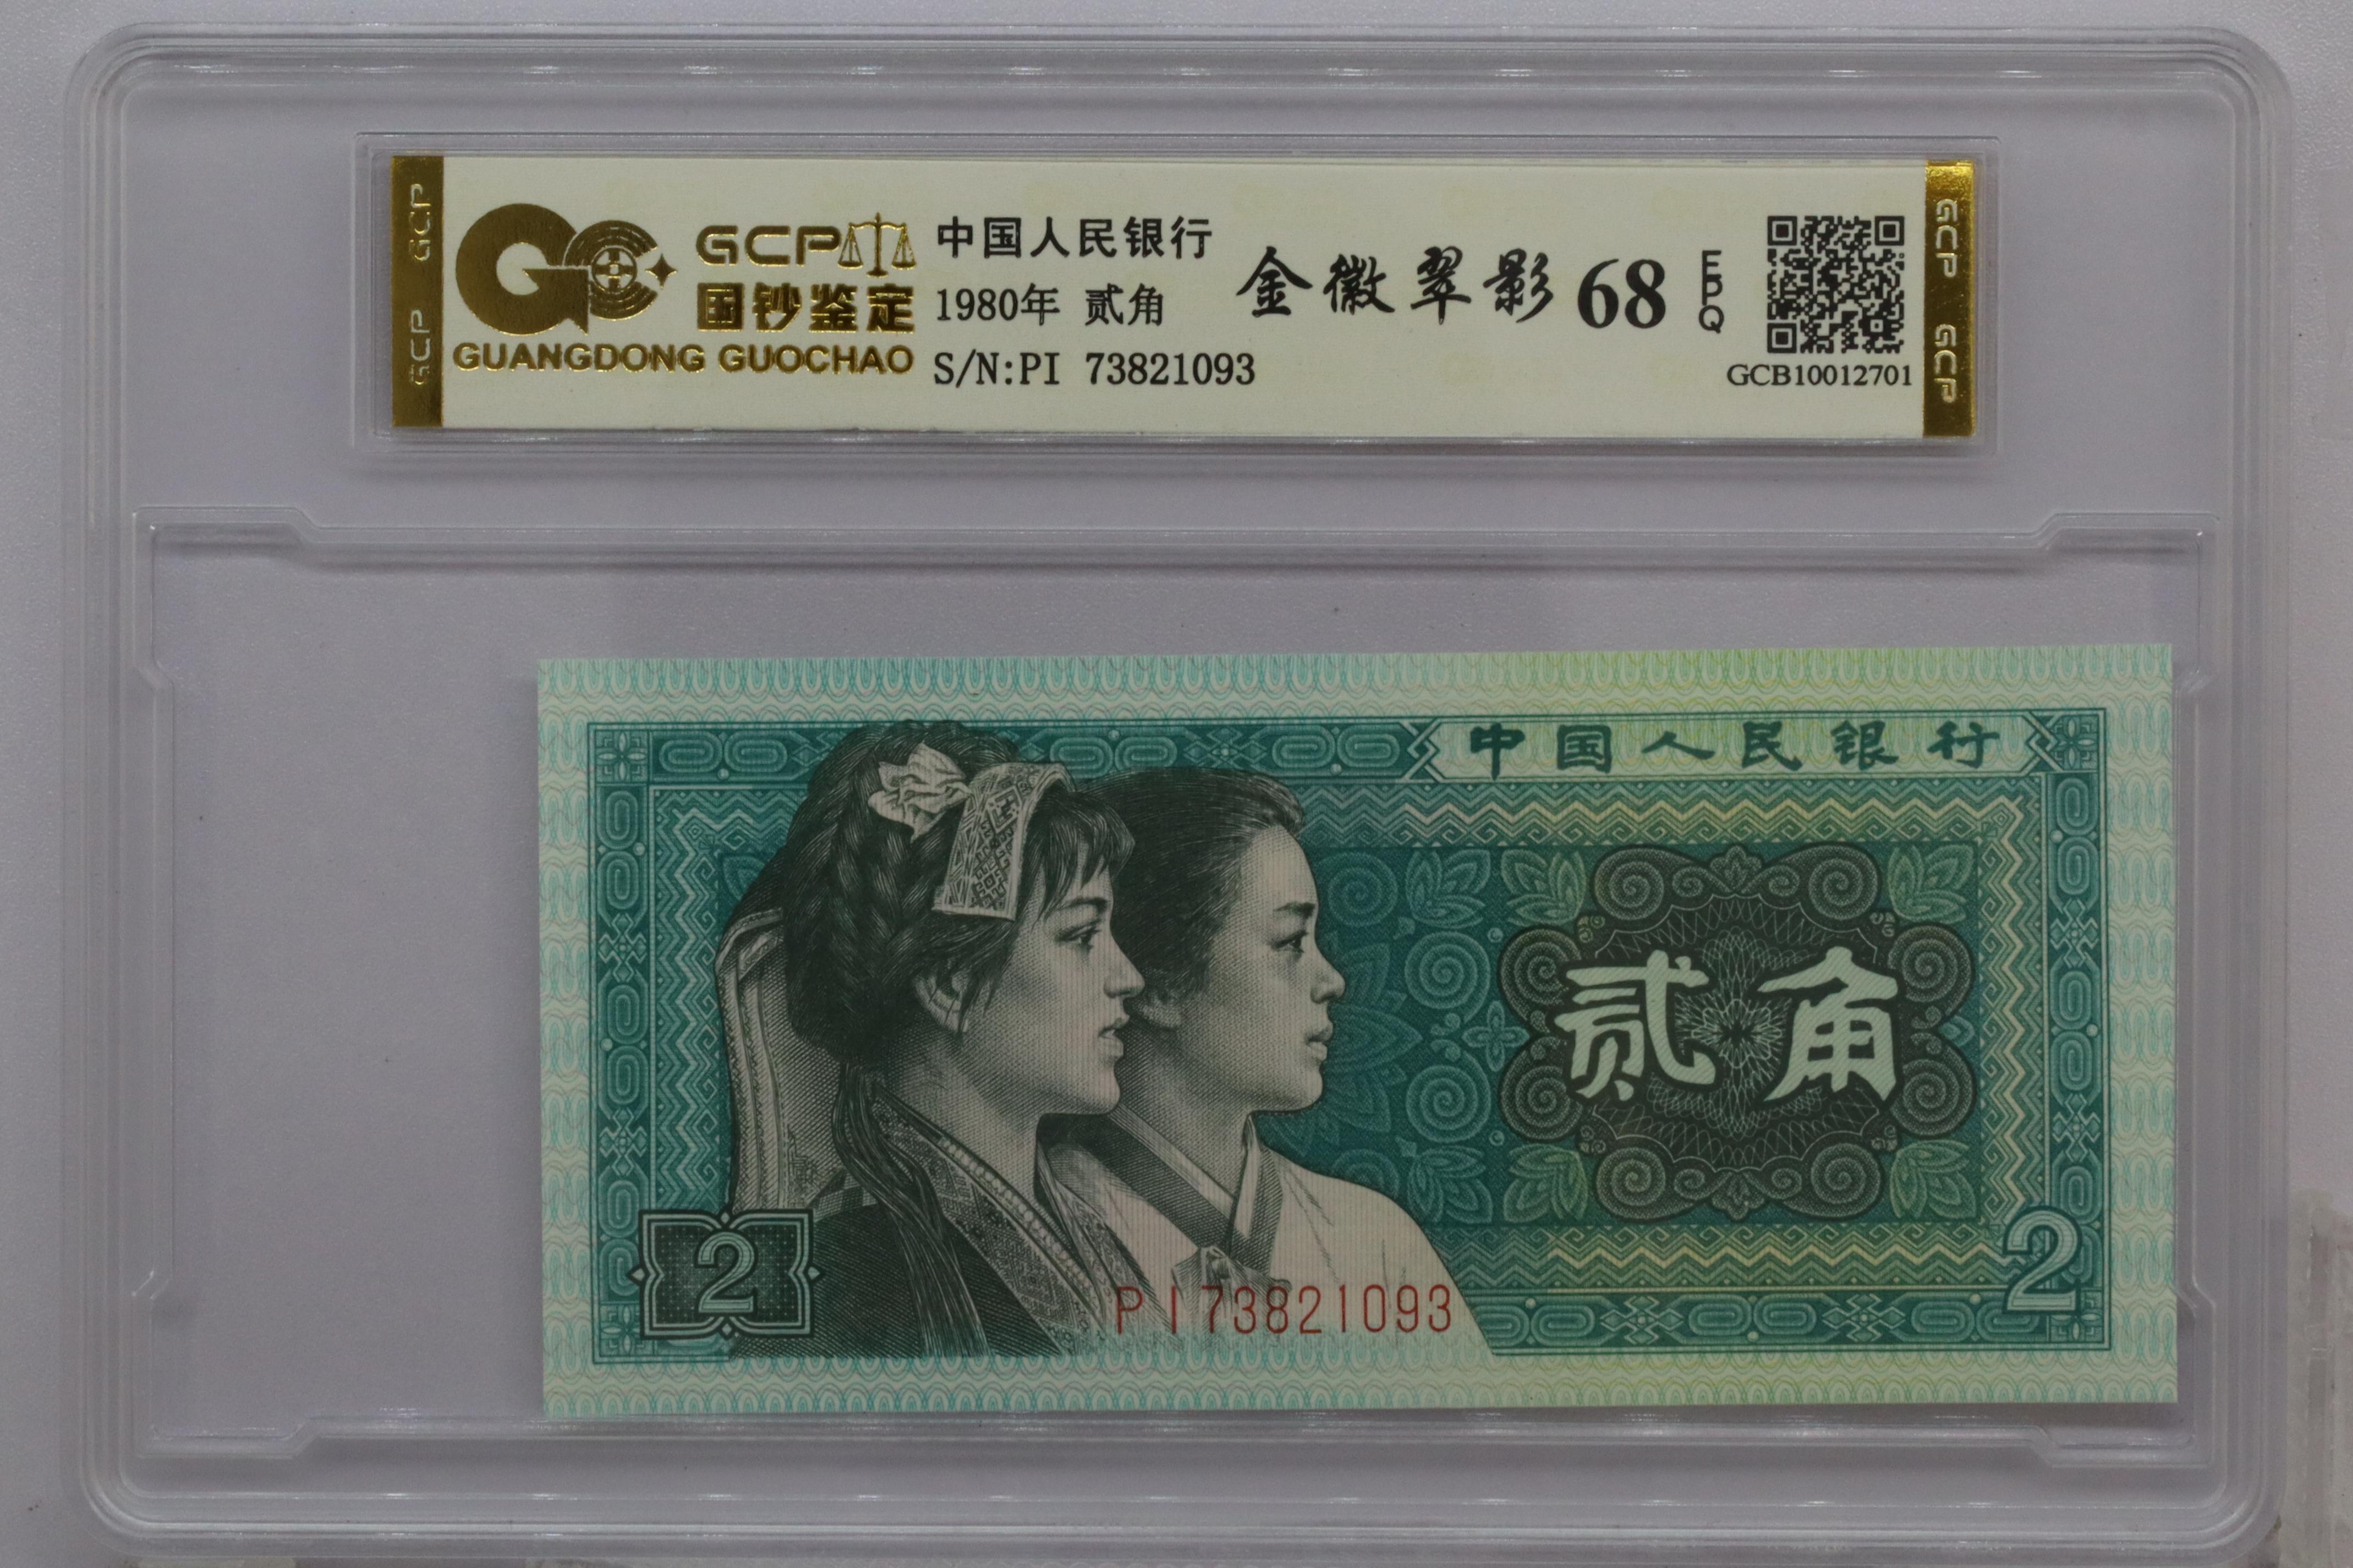 GCP GCP
GCP
国钞鉴定
GUANGDONG GUOCHAO
中国人民银行
1980年 贰角
S/N:PI 73821093
金徽翠影 68 EPQ
GCB10012701
GCP GCP
中国人民银行
贰角
2
PI73821093
2